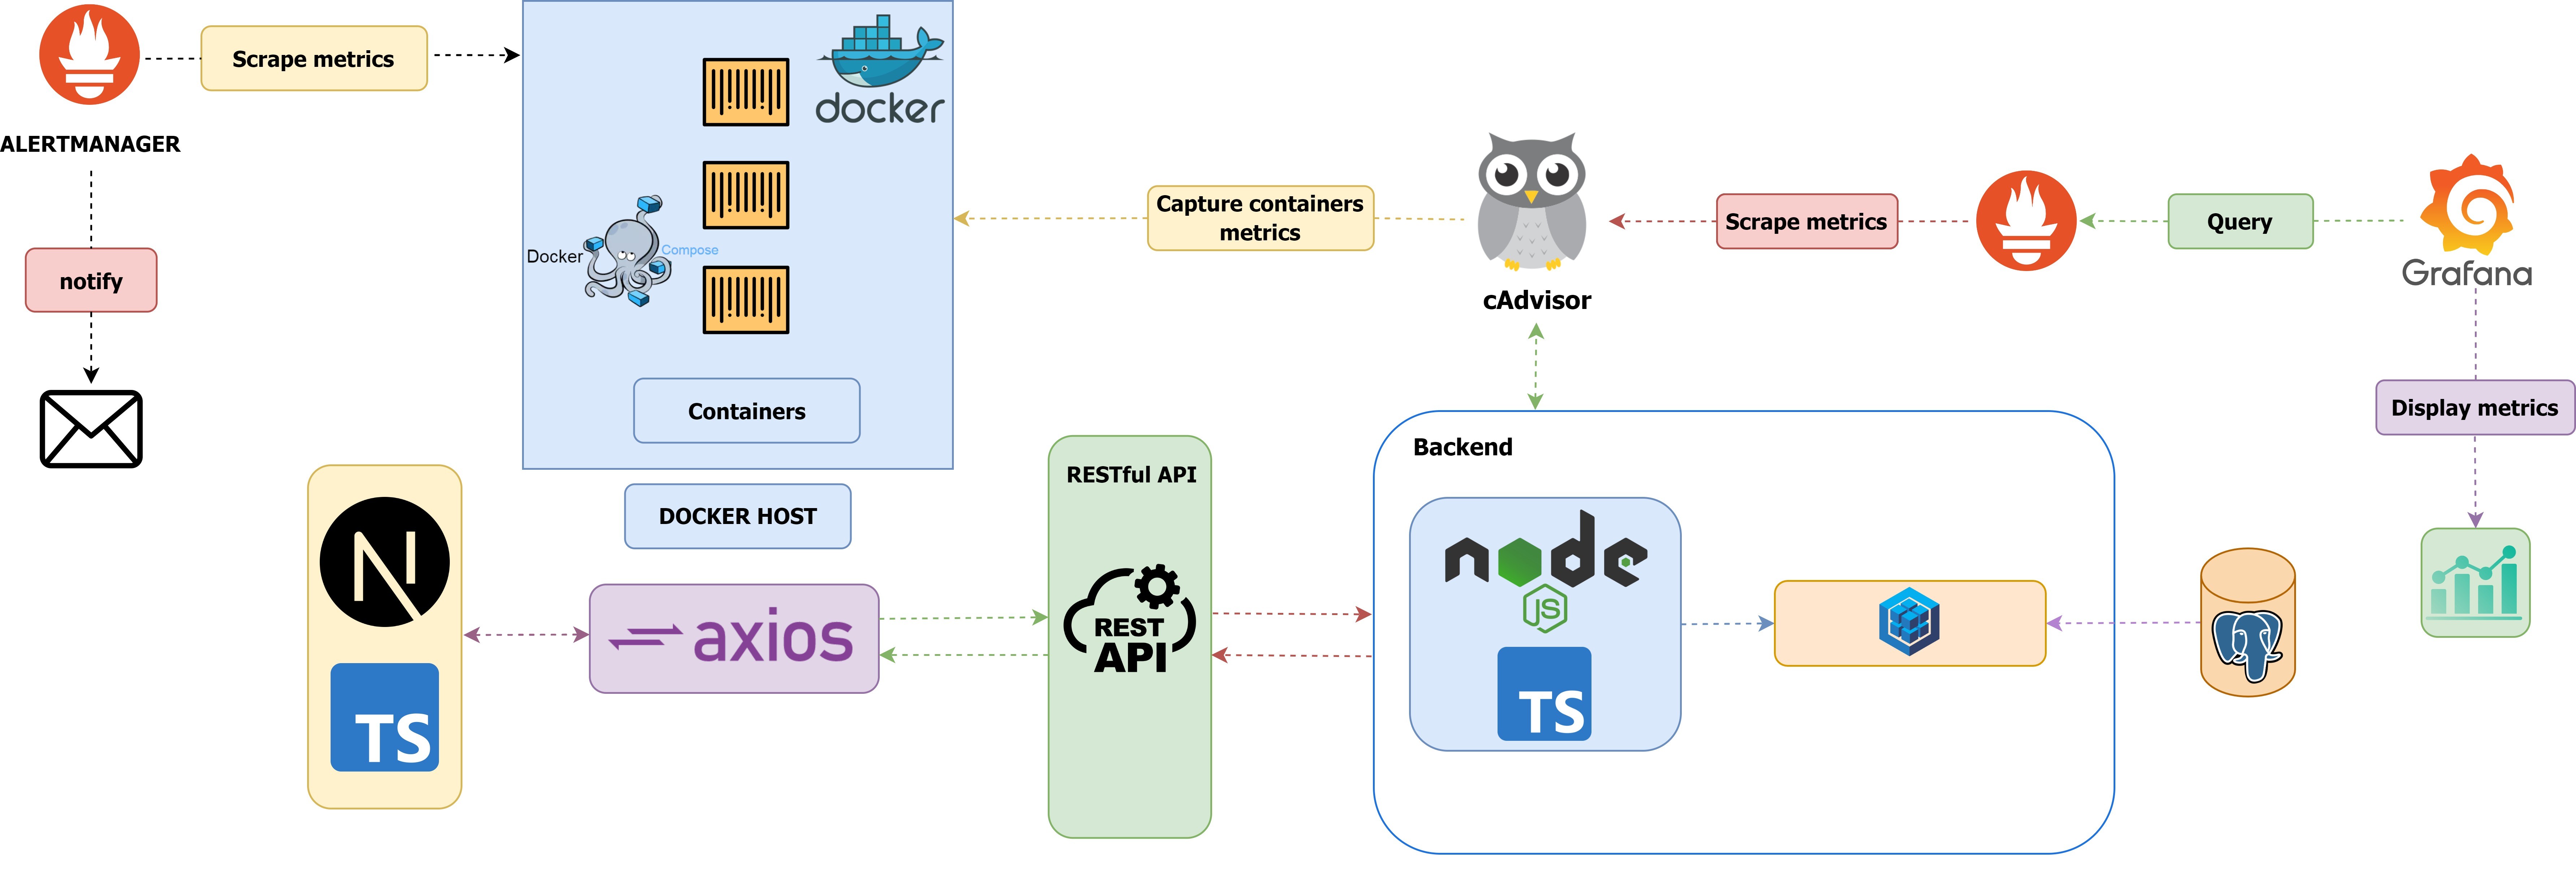 Scrape metrics
docker
ALERTMANAGER
Capture containers
metrics
Scrape metrics
Query
Docker
Compose
Grafana
notify
cAdvisor
Containers
Display metrics
Backend
RESTful API
DOCKER HOST
N
node
JS
axios
REST
API
TS
TS